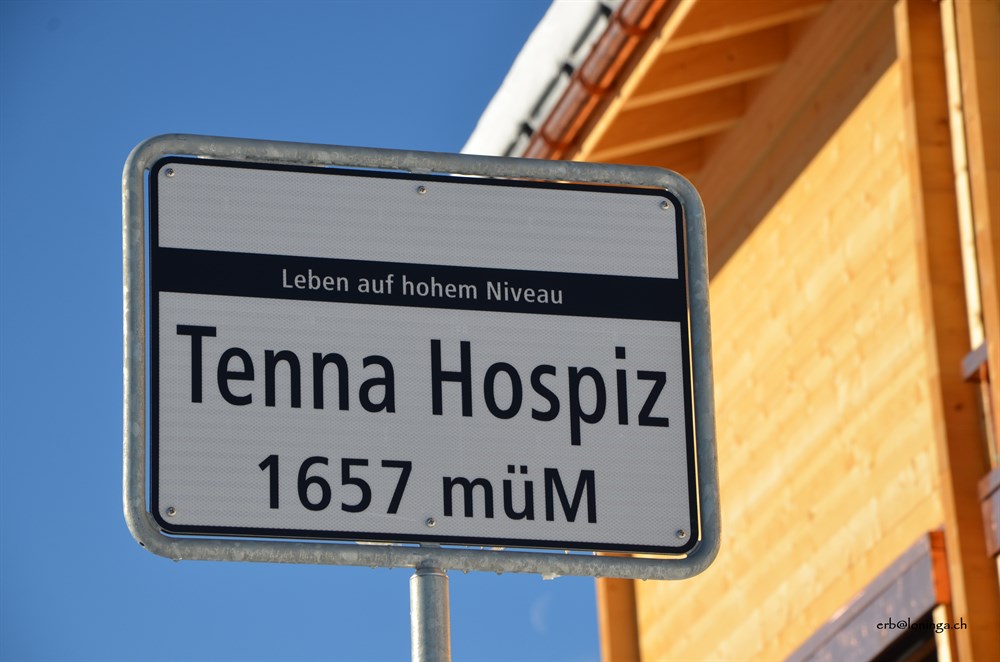 Leben auf hohem Niveau
Tenna Hospiz
1657 müM